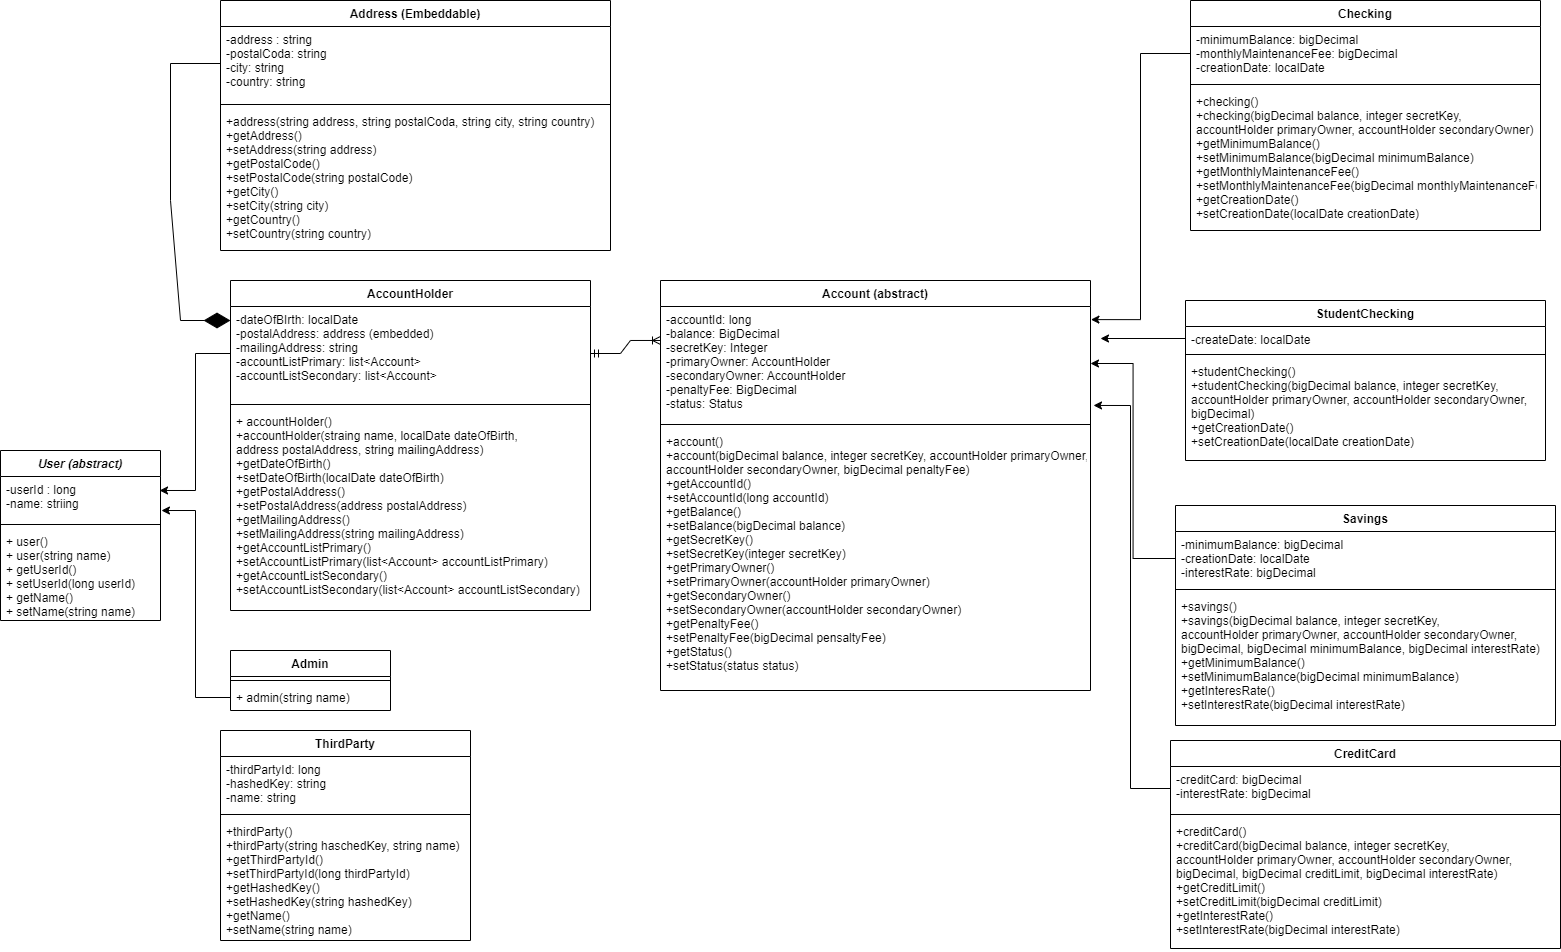 Address (Embeddable)
-address : string
-postalCoda: string
-city: string
-country: string
+address(string address, string postalCoda, string city, string country)
+getAddress()
+setAddress(string address)
+getPostalCode()
+setPostalCode(string postalCode)
+getCity()
+setCity(string city)
+getCountry()
+setCountry(string country)
AccountHolder
-dateOfBIrth: localDate
-postalAddress: address (embedded)
-mailingAddress: string
-accountListPrimary: list<Account>
-accountListSecondary: list<Account>
+ accountHolder()
+accountHolder(straing name, localDate dateOfBirth,
address postalAddress, string mailingAddress)
+getDateOfBirth()
+setDateOfBirth(localDate dateOfBirth)
+getPostalAddress()
+setPostalAddress(address postalAddress)
+getMailingAddress()
+setMailingAddress(string mailingAddress)
+getAccountListPrimary()
+setAccountListPrimary(list<Account> accountListPrimary)
+getAccountListSecondary()
+setAccountListSecondary(list<Account> accountListSecondary)
User (abstract)
-userId : long
-name: striing
+ user()
+ user(string name)
+ getUserId()
+ setUserId(long userId)
+ getName()
+ setName(string name)
Admin
+ admin(string name)
ThirdParty
-thirdPartyId: long
-hashedKey: string
-name: string
+thirdParty()
+thirdParty(string haschedKey, string name)
+getThirdPartyId()
+setThirdPartyId(long thirdPartyId)
+getHashedKey()
+setHashedKey(string hashedKey)
+getName()
+setName(string name)
Account (abstract)
-accountId: long
-balance: BigDecimal
-secretKey: Integer
-primaryOwner: AccountHolder
-secondaryOwner: AccountHolder
-penaltyFee: BigDecimal
-status: Status
+account()
+account(bigDecimal balance, integer secretKey, accountHolder primaryOwner,
accountHolder secondaryOwner, bigDecimal penaltyFee)
+getAccountId()
+setAccountId(long accountId)
+getBalance()
+setBalance(bigDecimal balance)
+getSecretKey()
+setSecretKey(integer secretKey)
+getPrimaryOwner()
+setPrimaryOwner(accountHolder primaryOwner)
+getSecondaryOwner()
+setSecondaryOwner(accountHolder secondaryOwner)
+getPenaltyFee()
+setPenaltyFee(bigDecimal pensaltyFee)
+getStatus()
+setStatus(status status)
Checking
-minimumBalance: bigDecimal
-monthlyMaintenanceFee: bigDecimal
-creationDate: localDate
+checking()
+checking(bigDecimal balance, integer secretKey,
accountHolder primaryOwner, accountHolder secondaryOwner)
+getMinimumBalance()
+setMinimumBalance(bigDecimal minimumBalance)
+getMonthlyMaintenanceFee()
+setMonthlyMaintenanceFee(bigDecimal monthlyMaintenanceF
+getCreationDate()
+setCreationDate(localDate creationDate)
StudentChecking
-createDate: localDate
+studentChecking()
+studentChecking(bigDecimal balance, integer secretKey,
accountHolder primaryOwner, accountHolder secondaryOwner,
bigDecimal)
+getCreationDate()
+setCreationDate(localDate creationDate)
Savings
-minimumBalance: bigDecimal
-creationDate: localDate
-interestRate: bigDecimal
+savings()
+savings(bigDecimal balance, integer secretKey,
accountHolder primaryOwner, accountHolder secondaryOwner,
bigDecimal, bigDecimal minimumBalance, bigDecimal interestRate)
+getMinimumBalance()
+setMinimumBalance(bigDecimal minimumBalance)
+getInteresRate()
+setInterestRate(bigDecimal interestRate)
CreditCard
-creditCard: bigDecimal
-interestRate: bigDecimal
+creditCard()
+creditCard(bigDecimal balance, integer secretKey,
accountHolder primaryOwner, accountHolder secondaryOwner,
bigDecimal, bigDecimal creditLimit, bigDecimal interestRate)
+getCreditLimit()
+setCreditLimit(bigDecimal creditLimit)
+getInterestRate()
+setInterestRate(bigDecimal interestRate)